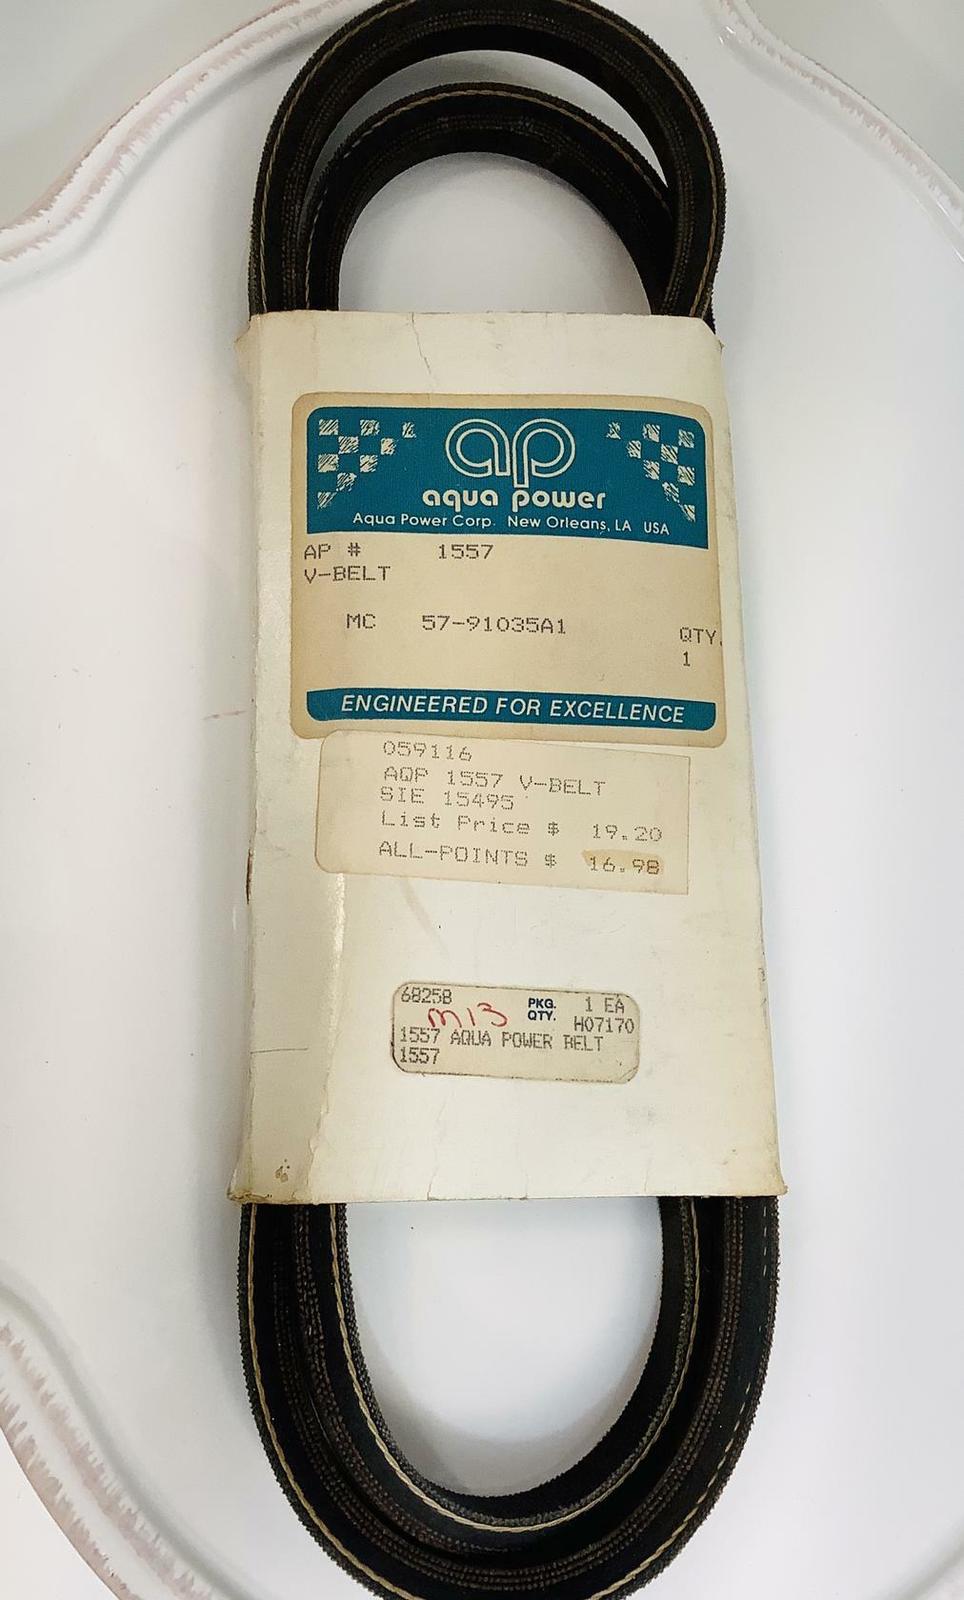 ap
aqua power
Aqua Power Corp. New Orleans, LA USA
AP # 1557
V-BELT
MC 57-91035A1
QTY.
1
ENGINEERED FOR EXCELLENCE
059116
AQP 1557 V-BELT
SIE 15495
List Price $ 19.20
ALL-POINTS $ 16.98
68258 PKG. QTY. 1 EA
m13 H07170
1557 AQUA POWER BELT
1557